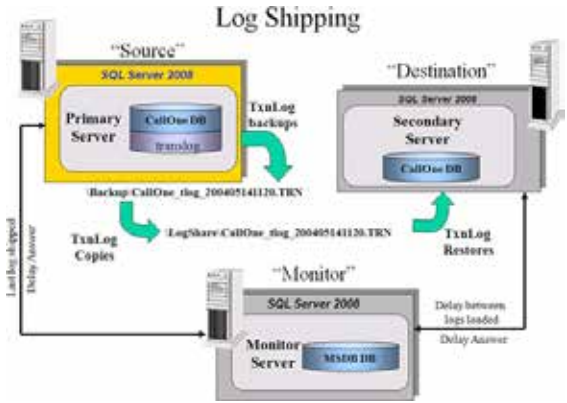 Log Shipping
"Source"
SQL Server 2008
Primary
Server
CallOne DB
translog
TxnLog
backups
"Destination"
SQL Server 2008
Secondary
Server
CallOne DB
\Backup\CallOne_tlog_200405141120.TRN
\LogShare\CallOne_tlog_200405141120.TRN
TxnLog
Copies
TxnLog
Restores
Last log shipped
Delay Answer
"Monitor"
SQL Server 2008
Monitor
Server
MSDB DB
Delay between
logs loaded
Delay Answer